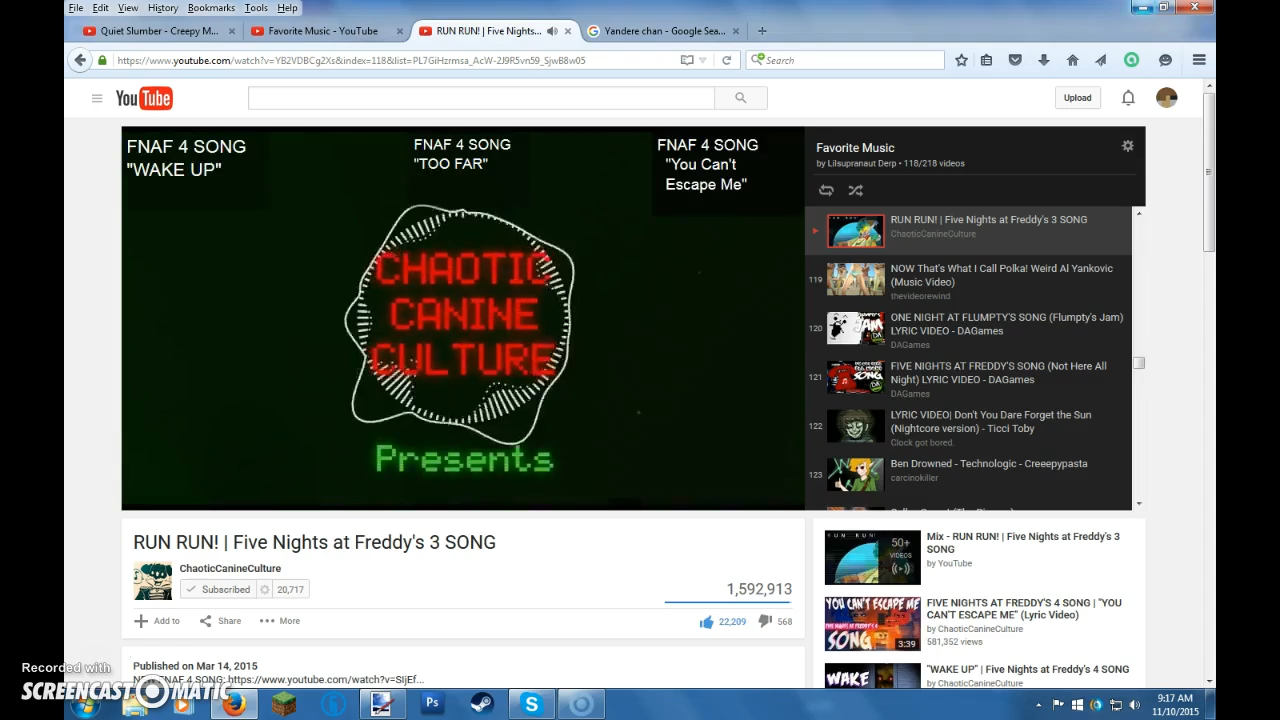 File Edit View History Bookmarks Tools Help
Quiet Slumber - Creepy M...
Favorite Music - YouTube
RUN RUN! | Five Nights...
Yandere chan - Google Sea...
https://www.youtube.com/watch?v=YB2VDBCg2Xs&index=118&list=PL7GiHzrmsa_AcW-2J9R5vn59_SjwB8w05
Search
YouTube
Upload
FNAF 4 SONG
"WAKE UP"
FNAF 4 SONG
"TOO FAR"
FNAF 4 SONG
"You Can't
Escape Me"
CHAOTIC
CANINE
CULTURE
Presents
Favorite Music
by Lilsupranaut Derp • 118/218 videos
RUN RUN! | Five Nights at Freddy's 3 SONG
ChaoticCanineCulture
119
NOW That's What I Call Polka! Weird Al Yankovic
(Music Video)
thevideorewind
120
ONE NIGHT AT FLUMPTY'S SONG (Flumpty's Jam)
LYRIC VIDEO - DAGames
DAGames
121
FIVE NIGHTS AT FREDDY'S SONG (Not Here All
Night) LYRIC VIDEO - DAGames
DAGames
122
LYRIC VIDEO| Don't You Dare Forget the Sun
(Nightcore version) - Ticci Toby
Clock got bored.
123
Ben Drowned - Technologic - Creeepypasta
carcinokiller
RUN RUN! | Five Nights at Freddy's 3 SONG
ChaoticCanineCulture
Subscribed 20,717
1,592,913
Add to Share More
22,209 568
Published on Mar 14, 2015
50+
VIDEOS
Mix - RUN RUN! | Five Nights at Freddy's 3
SONG
by YouTube
YOU CAN'T ESCAPE ME
SONG
3:39
FIVE NIGHTS AT FREDDY'S 4 SONG | "YOU
CAN'T ESCAPE ME" (Lyric Video)
by ChaoticCanineCulture
581,352 views
WAKE
"WAKE UP" | Five Nights at Freddy's 4 SONG
by ChaoticCanineCulture
Recorded with
SCREENCAST-O-MATIC
Ps
9:17 AM
11/10/2015